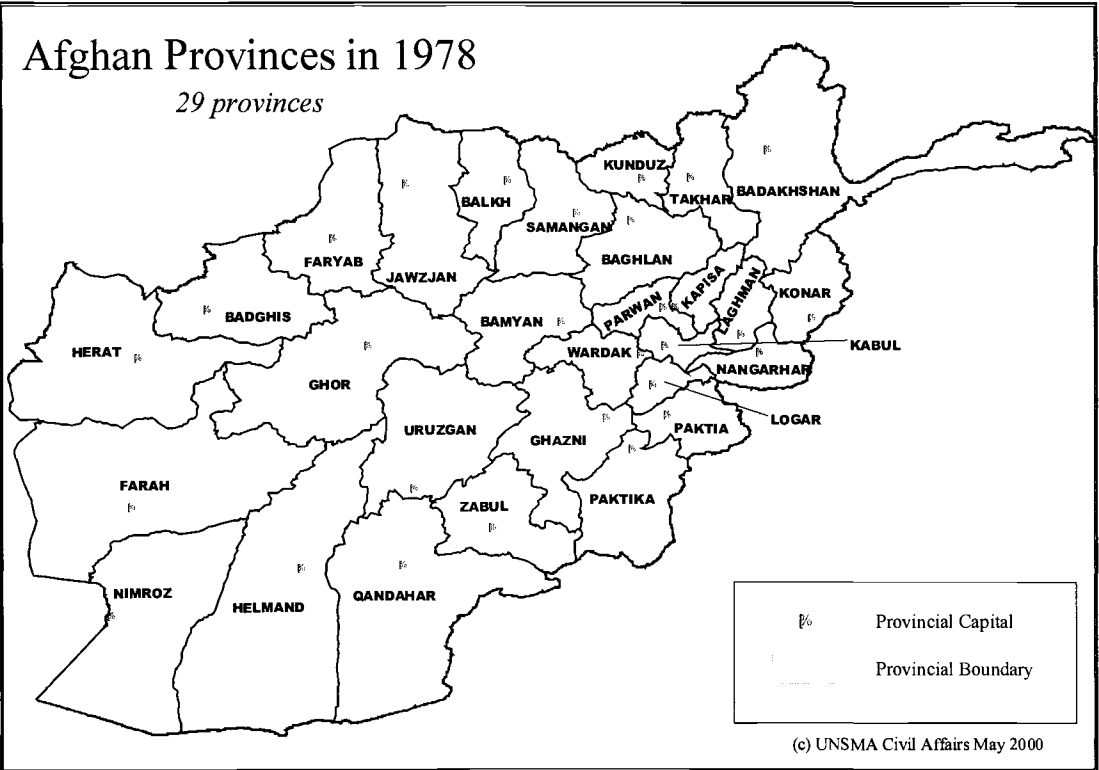 Afghan Provinces in 1978
29 provinces
KUNDUZ
TAKHAR
BADAKHSHAN
BALKH
SAMANGAN
BAGHLAN
FARYAB
JAWZJAN
KAPISA
LAGHMAN
KONAR
PARWAN
BADGHIS
BAMYAN
HERAT
WARDAK
KABUL
NANGARHAR
GHOR
LOGAR
URUZGAN
GHAZNI
PAKTIA
FARAH
ZABUL
PAKTIKA
NIMROZ
HELMAND
QANDAHAR
Provincial Capital
Provincial Boundary
(c) UNSMA Civil Affairs May 2000